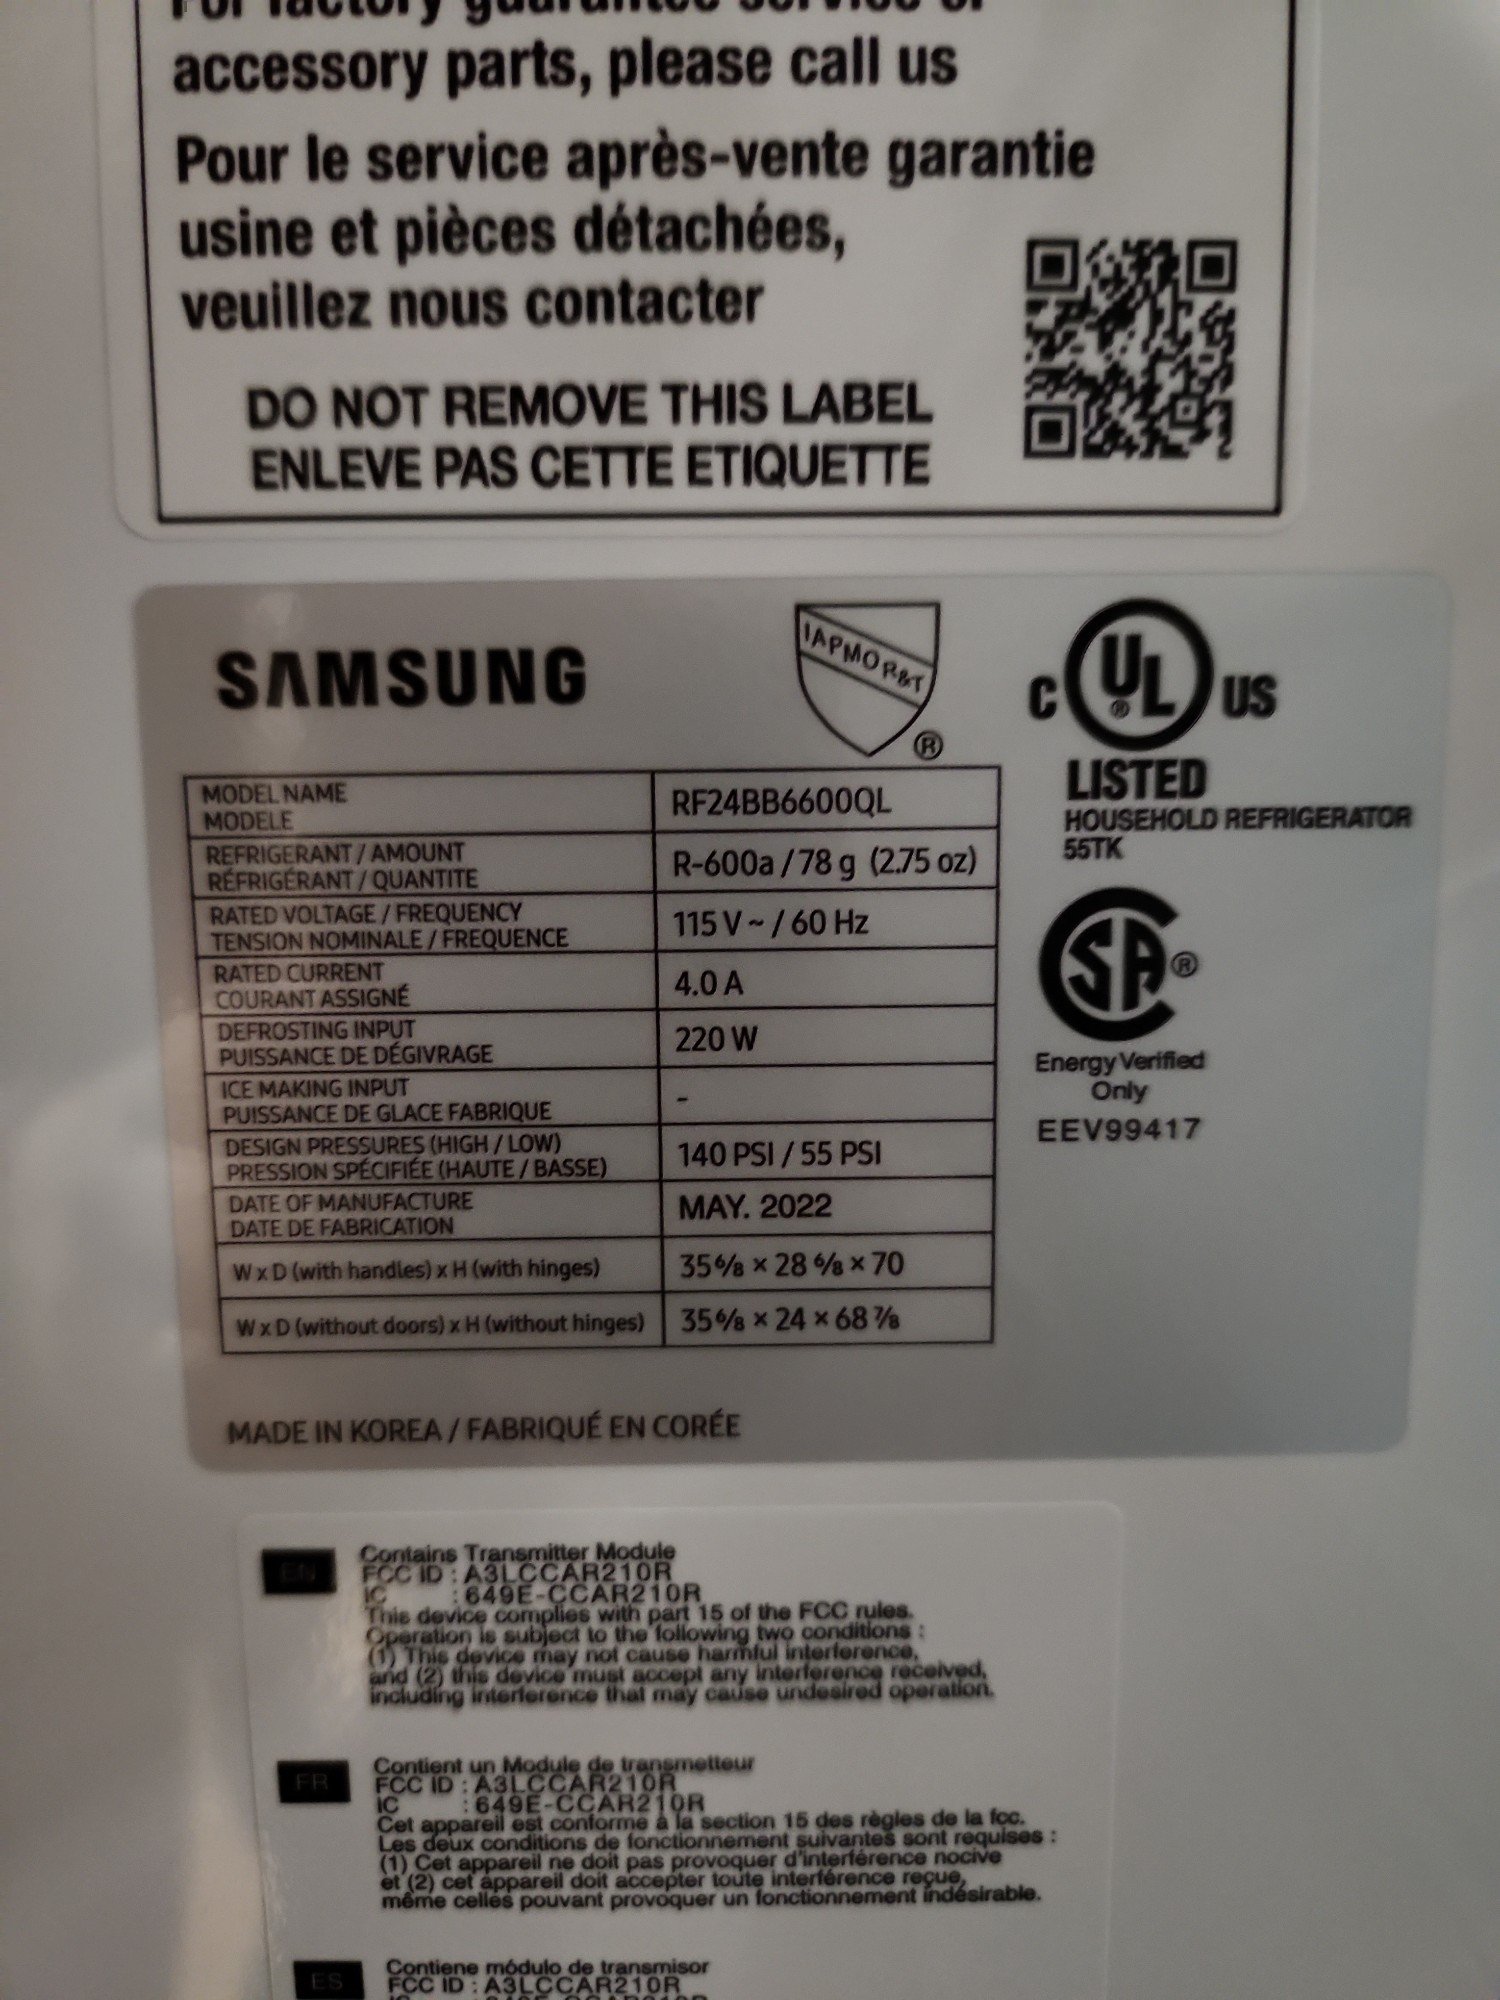 For factory guarantee service or
accessory parts, please call us
Pour le service après-vente garantie
usine et pièces détachées,
veuillez nous contacter
DO NOT REMOVE THIS LABEL
ENLEVE PAS CETTE ETIQUETTE
SAMSUNG
IAPMO R&T
®
C UL® US
LISTED
HOUSEHOLD REFRIGERATOR
55TK
SA®
Energy Verified
Only
EEV99417
MODEL NAME
MODELE
RF24BB6600QL
REFRIGERANT / AMOUNT
RÉFRIGÉRANT / QUANTITE
R-600a / 78 g (2.75 oz)
RATED VOLTAGE / FREQUENCY
TENSION NOMINALE / FREQUENCE
115 V ~ / 60 Hz
RATED CURRENT
COURANT ASSIGNÉ
4.0 A
DEFROSTING INPUT
PUISSANCE DE DÉGIVRAGE
220 W
ICE MAKING INPUT
PUISSANCE DE GLACE FABRIQUE
-
DESIGN PRESSURES (HIGH / LOW)
PRESSION SPÉCIFIÉE (HAUTE / BASSE)
140 PSI / 55 PSI
DATE OF MANUFACTURE
DATE DE FABRICATION
MAY. 2022
W x D (with handles) x H (with hinges)
35 6/8 × 28 6/8 × 70
W x D (without doors) x H (without hinges)
35 6/8 × 24 × 68 7/8
MADE IN KOREA / FABRIQUÉ EN CORÉE
EN
Contains Transmitter Module
FCC ID : A3LCCAR210R
IC : 649E-CCAR210R
This device complies with part 15 of the FCC rules.
Operation is subject to the following two conditions :
(1) This device may not cause harmful interference,
and (2) this device must accept any interference received,
including interference that may cause undesired operation.
FR
Contient un Module de transmetteur
FCC ID : A3LCCAR210R
IC : 649E-CCAR210R
Cet appareil est conforme à la section 15 des règles de la fcc.
Les deux conditions de fonctionnement suivantes sont requises :
(1) Cet appareil ne doit pas provoquer d'interférence nocive
et (2) cet appareil doit accepter toute interférence reçue,
même celles pouvant provoquer un fonctionnement indésirable.
ES
Contiene módulo de transmisor
FCC ID : A3LCCAR210R